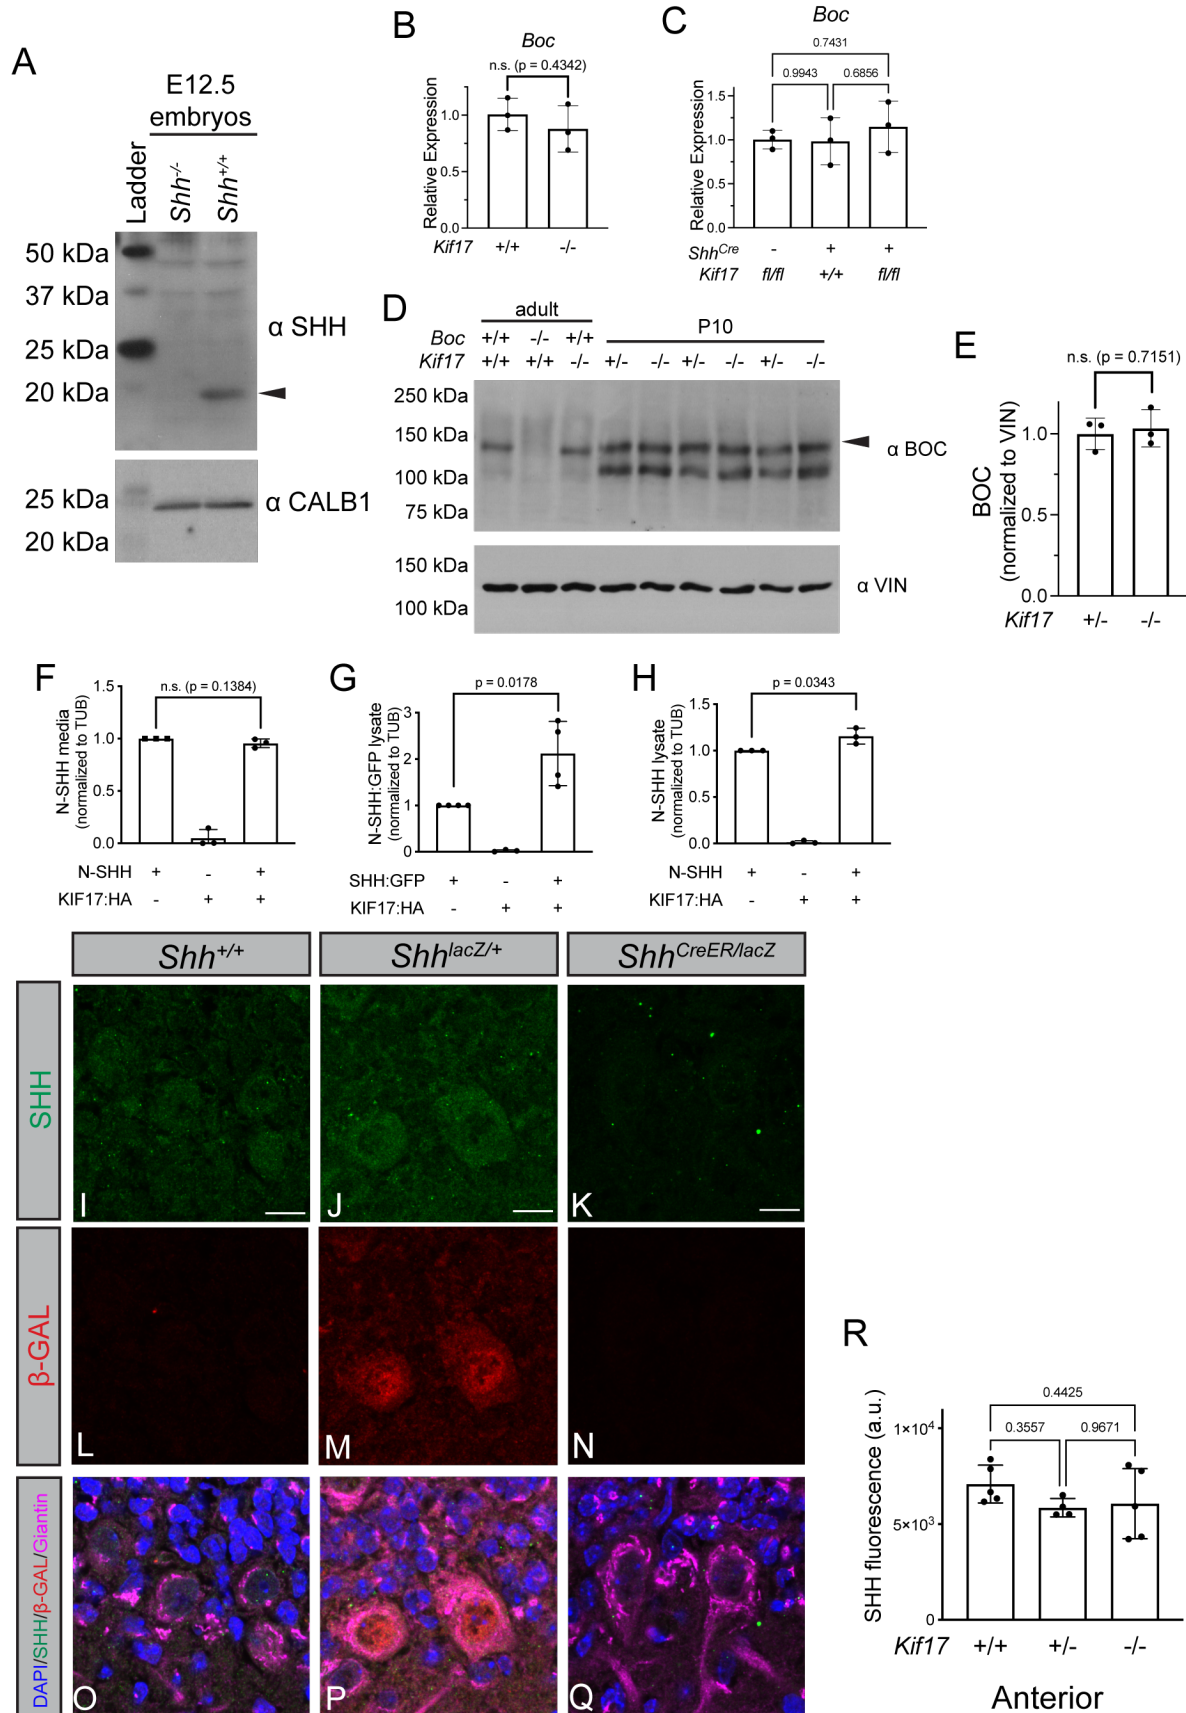 A
E12.5
embryos
Ladder
Shh-/-
Shh+/+
50 kDa
37 kDa
25 kDa
20 kDa
α SHH
25 kDa
20 kDa
α CALB1
B
Boc
n.s. (p = 0.4342)
Relative Expression
1.0
0.5
0.0
Kif17 +/+ -/-
C
Boc
0.7431
0.9943 0.6856
Relative Expression
1.5
1.0
0.5
0.0
ShhCre - + +
Kif17 fl/fl +/+ fl/fl
D
adult P10
Boc +/+ -/- +/+
Kif17 +/+ +/+ -/- +/- -/- +/- -/- +/- -/-
250 kDa
150 kDa
100 kDa
75 kDa
α BOC
150 kDa
100 kDa
α VIN
E
n.s. (p = 0.7151)
BOC
(normalized to VIN)
1.0
0.5
0.0
Kif17 +/- -/-
F
n.s. (p = 0.1384)
N-SHH media
(normalized to TUB)
1.5
1.0
0.5
0.0
N-SHH + - +
KIF17:HA - + +
G
p = 0.0178
N-SHH:GFP lysate
(normalized to TUB)
3
2
1
0
SHH:GFP + - +
KIF17:HA - + +
H
p = 0.0343
N-SHH lysate
(normalized to TUB)
1.5
1.0
0.5
0.0
N-SHH + - +
KIF17:HA - + +
Shh+/+ ShhlacZ/+ ShhCreER/lacZ
SHH
I J K
β-GAL
L M N
DAPI/SHH/β-GAL/Giantin
O P Q
R
0.4425
0.3557 0.9671
SHH fluorescence (a.u.)
1×10⁴
5×10³
0
Kif17 +/+ +/- -/-
Anterior